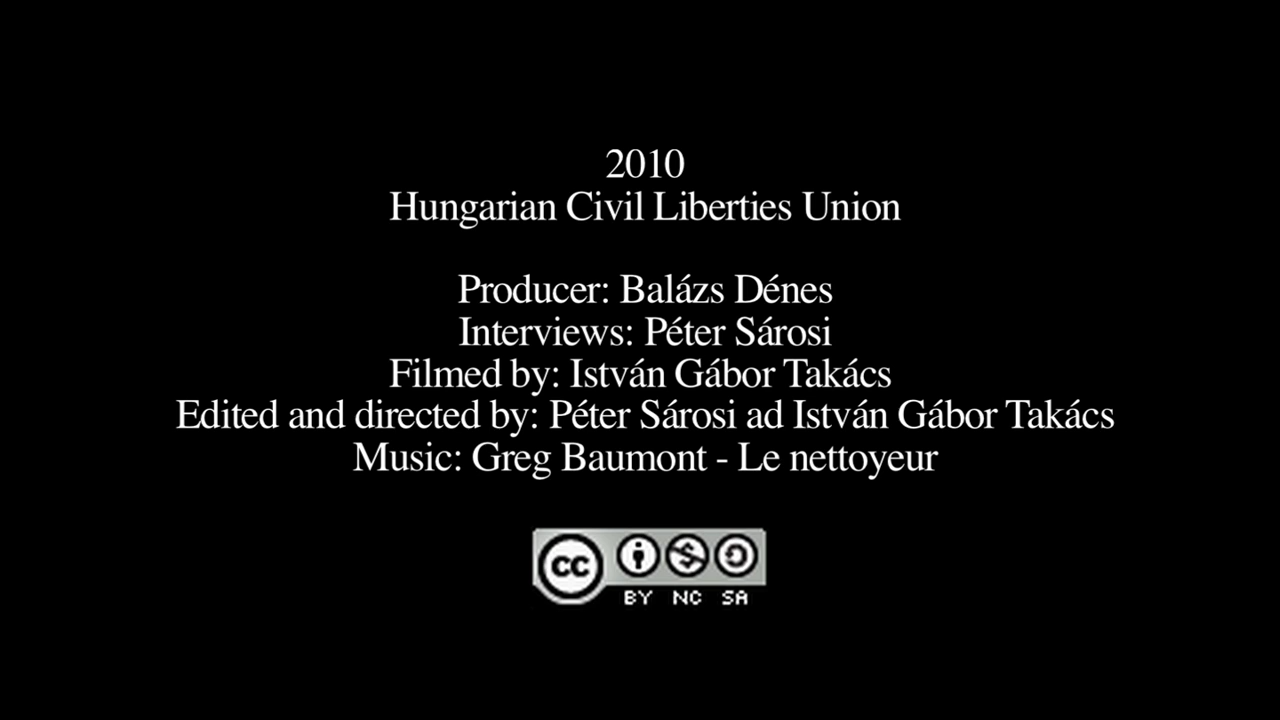 2010
Hungarian Civil Liberties Union
Producer: Balázs Dénes
Interviews: Péter Sárosi
Filmed by: István Gábor Takács
Edited and directed by: Péter Sárosi ad István Gábor Takács
Music: Greg Baumont - Le nettoyeur
cc
BY NC SA